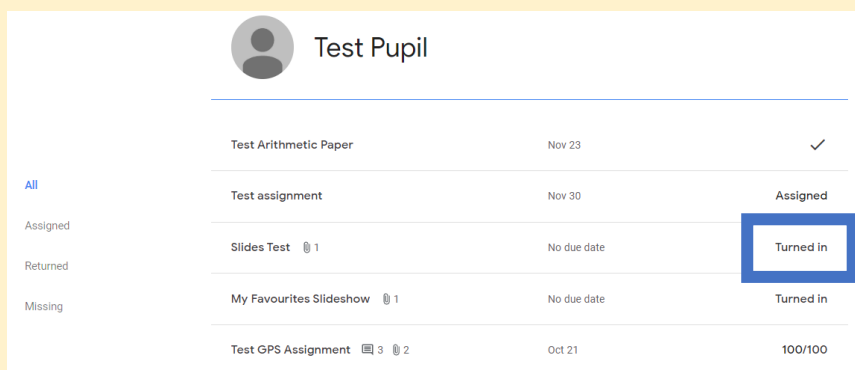 Test Pupil
Test Arithmetic Paper Nov 23
All
Test assignment Nov 30 Assigned
Assigned
Slides Test 1 No due date Turned in
Returned
My Favourites Slideshow 1 No due date Turned in
Missing
Test GPS Assignment 3 2 Oct 21 100/100